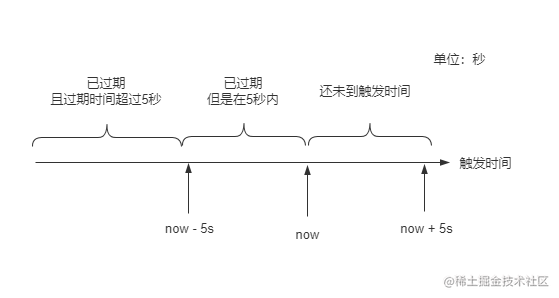 单位：秒
已过期
且过期时间超过5秒
已过期
但是在5秒内
还未到触发时间
触发时间
now - 5s
now
now + 5s
@稀土掘金技术社区